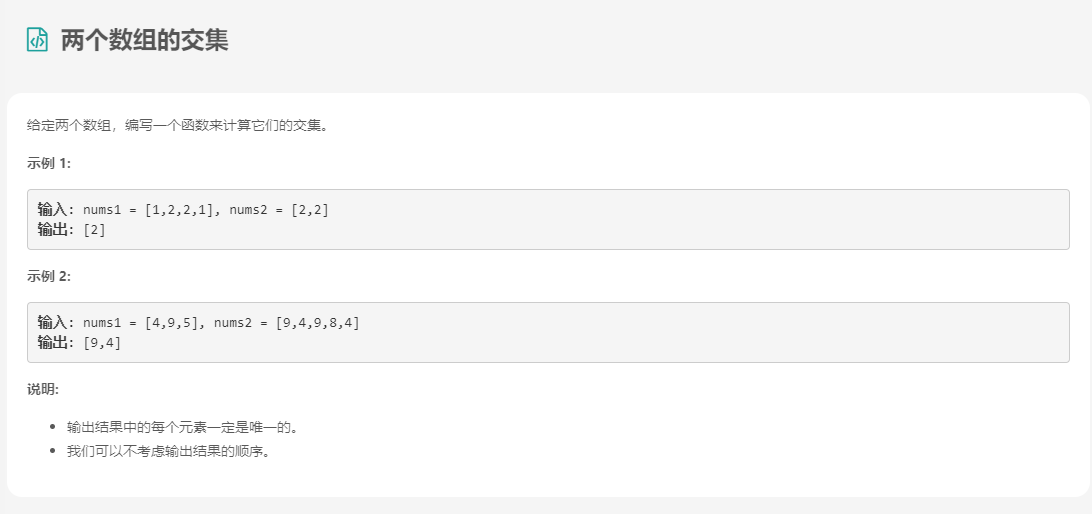 两个数组的交集
给定两个数组，编写一个函数来计算它们的交集。
示例 1:
输入: nums1 = [1,2,2,1], nums2 = [2,2]
输出: [2]
示例 2:
输入: nums1 = [4,9,5], nums2 = [9,4,9,8,4]
输出: [9,4]
说明:
输出结果中的每个元素一定是唯一的。
我们可以不考虑输出结果的顺序。